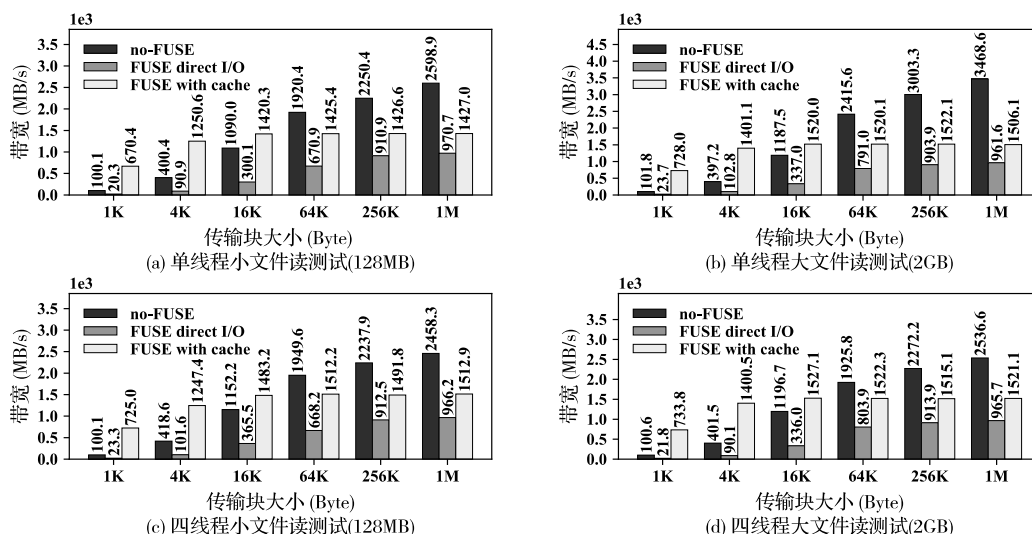 1e3
3.5
3.0
2.5
2.0
1.5
1.0
0.5
0.0
带宽 (MB/s)
no-FUSE
FUSE direct I/O
FUSE with cache
100.1 20.3 670.4
400.4 90.9 1250.6
1090.0 300.1 1420.3
1920.4 670.9 1425.4
2250.4 910.9 1426.6
2598.9 970.7 1427.0
1K 4K 16K 64K 256K 1M
传输块大小 (Byte)
(a) 单线程小文件读测试(128MB)
1e3
4.5
4.0
3.5
3.0
2.5
2.0
1.5
1.0
0.5
0.0
带宽 (MB/s)
no-FUSE
FUSE direct I/O
FUSE with cache
101.8 23.7 728.0
397.2 102.8 1401.1
1187.5 337.0 1520.0
2415.6 791.0 1520.1
3003.3 903.9 1522.1
3468.6 961.6 1506.1
1K 4K 16K 64K 256K 1M
传输块大小 (Byte)
(b) 单线程大文件读测试(2GB)
1e3
3.5
3.0
2.5
2.0
1.5
1.0
0.5
0.0
带宽 (MB/s)
no-FUSE
FUSE direct I/O
FUSE with cache
100.1 23.3 725.0
418.6 101.6 1247.4
1152.2 365.5 1483.2
1949.6 668.2 1512.2
2237.9 912.5 1491.8
2458.3 966.2 1512.9
1K 4K 16K 64K 256K 1M
传输块大小 (Byte)
(c) 四线程小文件读测试(128MB)
1e3
3.5
3.0
2.5
2.0
1.5
1.0
0.5
0.0
带宽 (MB/s)
no-FUSE
FUSE direct I/O
FUSE with cache
100.6 21.8 733.8
401.5 90.1 1400.5
1196.7 336.0 1527.1
1925.8 803.9 1522.3
2272.2 913.9 1515.1
2536.6 965.7 1521.1
1K 4K 16K 64K 256K 1M
传输块大小 (Byte)
(d) 四线程大文件读测试(2GB)